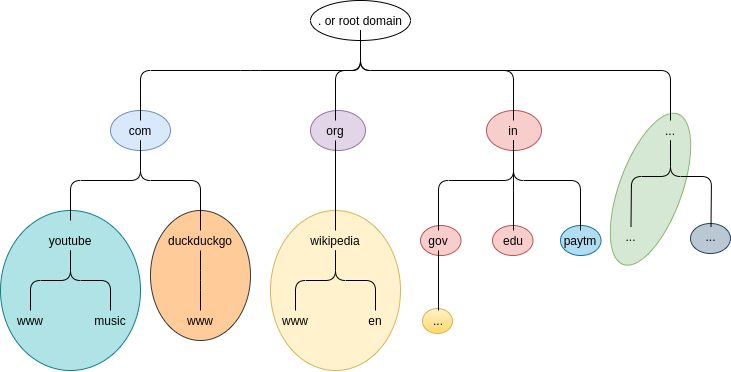 . or root domain
com
org
in
...
youtube
duckduckgo
wikipedia
gov
edu
paytm
...
...
www
music
www
www
en
...